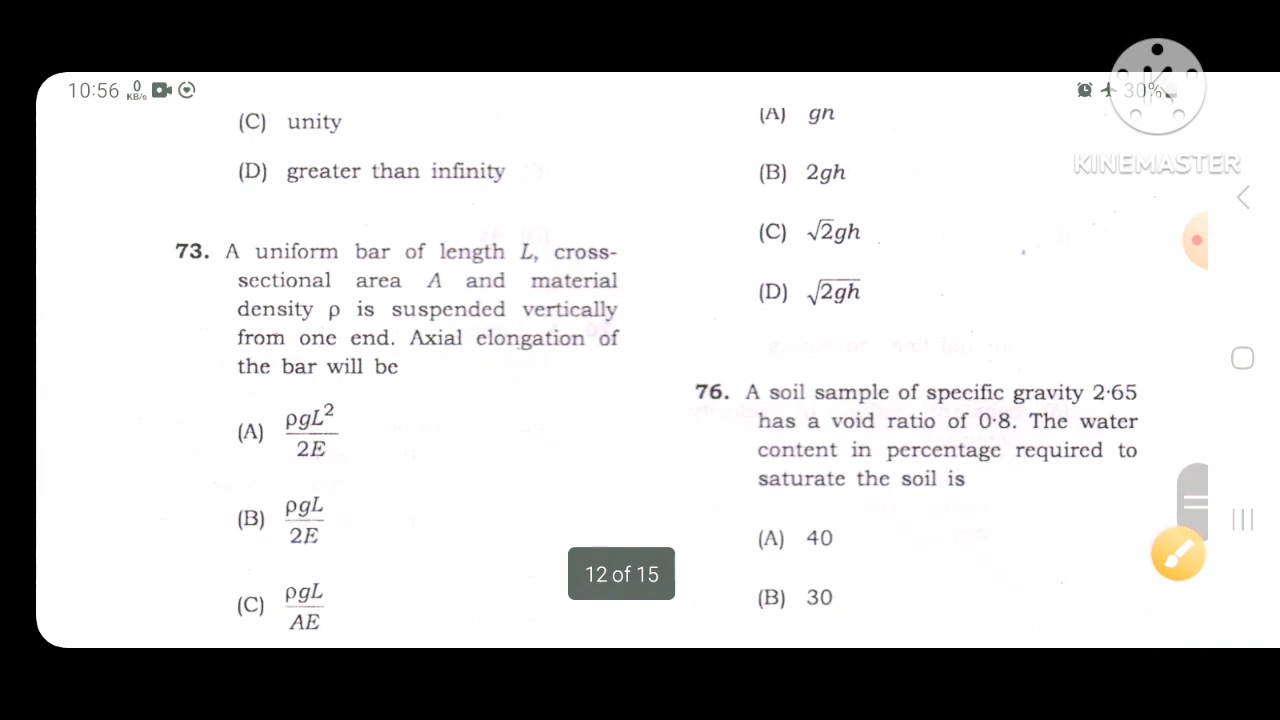 10:56 0 KB/s 30%
KINEMASTER
(C) unity
(D) greater than infinity
73. A uniform bar of length L, cross-
sectional area A and material
density ρ is suspended vertically
from one end. Axial elongation of
the bar will be
(A) ρgL²/2E
(B) ρgL/2E
(C) ρgL/AE
(A) gh
(B) 2gh
(C) √2gh
(D) √(2gh)
76. A soil sample of specific gravity 2·65
has a void ratio of 0·8. The water
content in percentage required to
saturate the soil is
(A) 40
(B) 30
12 of 15